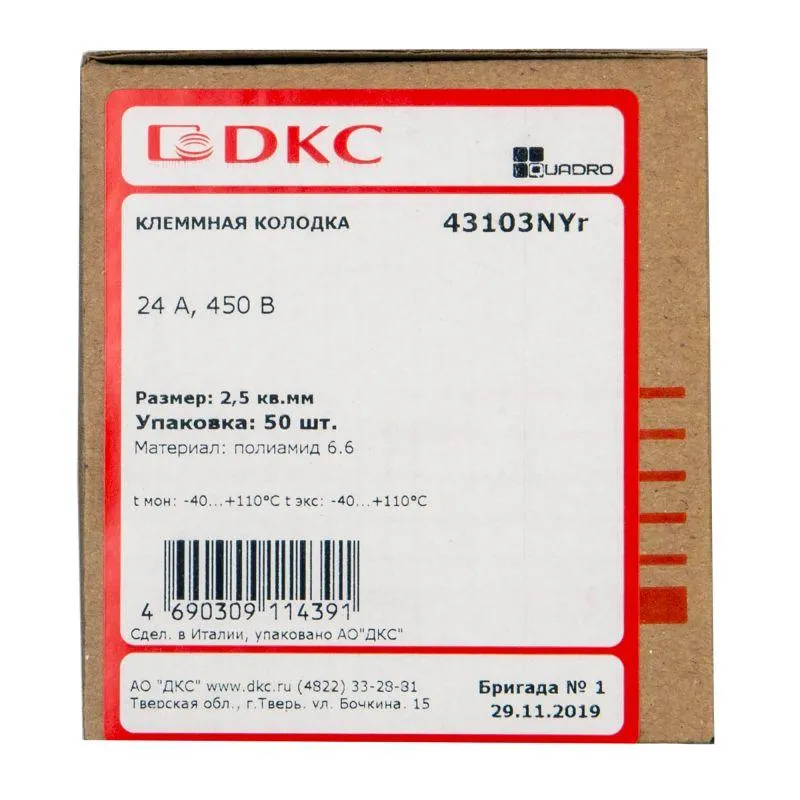 DKC
QUADRO
КЛЕММНАЯ КОЛОДКА 43103NYr
24 А, 450 В
Размер: 2,5 кв.мм
Упаковка: 50 шт.
Материал: полиамид 6.6
t мон: -40...+110°С t экс: -40...+110°С
4 690309 114391
Сдел. в Италии, упаковано АО"ДКС"
АО "ДКС" www.dkc.ru (4822) 33-28-81
Тверская обл., г.Тверь, ул. Бочкина, 15
Бригада № 1
29.11.2019